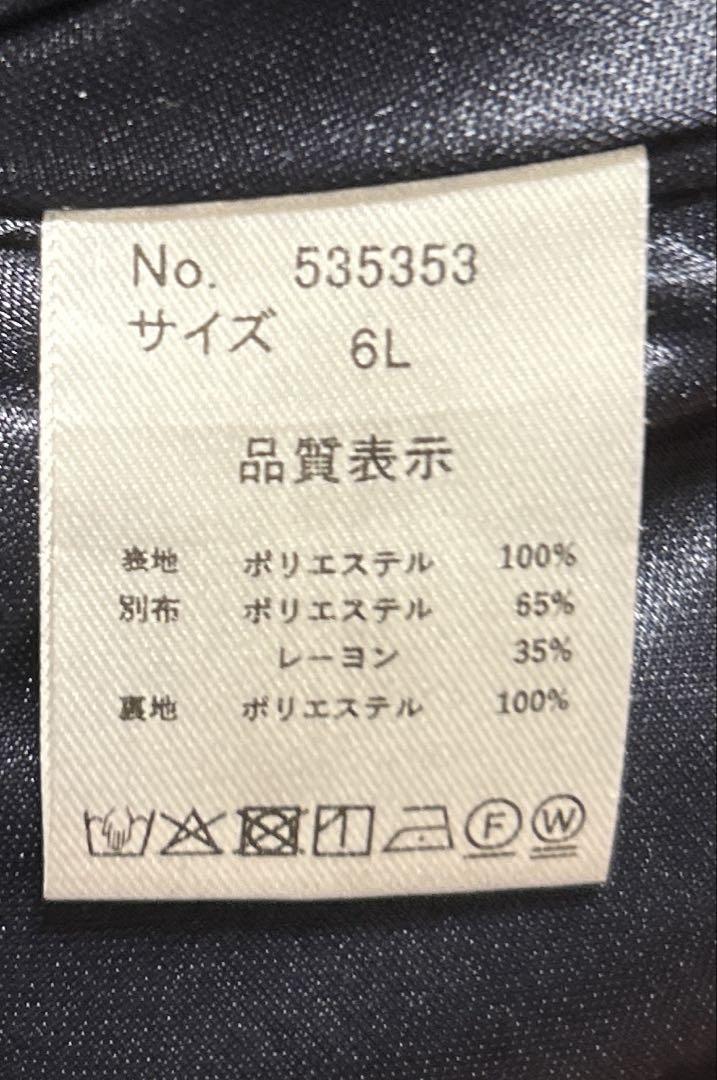 No. 535353
サイズ 6L
品質表示
表地 ポリエステル 100%
別布 ポリエステル 65%
レーヨン 35%
裏地 ポリエステル 100%
F W